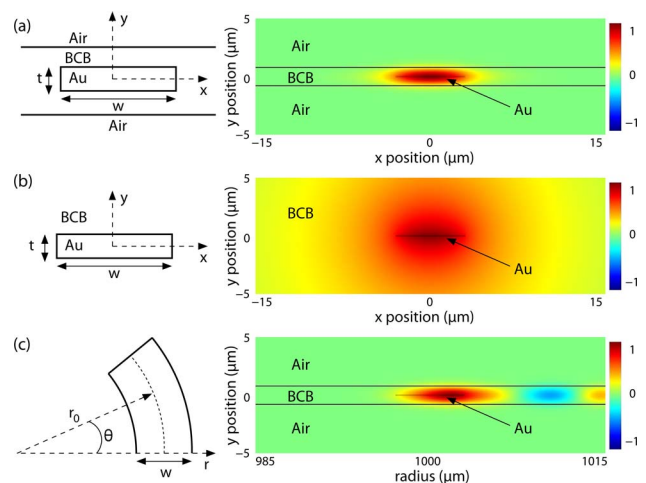 (a)
y
Air
BCB
t
Au
x
w
Air
y position (μm)
5
0
−5
Air
BCB
Air
Au
−15
0
15
x position (μm)
1
0
−1
(b)
y
BCB
t
Au
x
w
y position (μm)
5
0
−5
BCB
Au
−15
0
15
x position (μm)
1
0
−1
(c)
r0
θ
w
r
y position (μm)
5
0
−5
Air
BCB
Air
Au
985
1000
1015
radius (μm)
1
0
−1